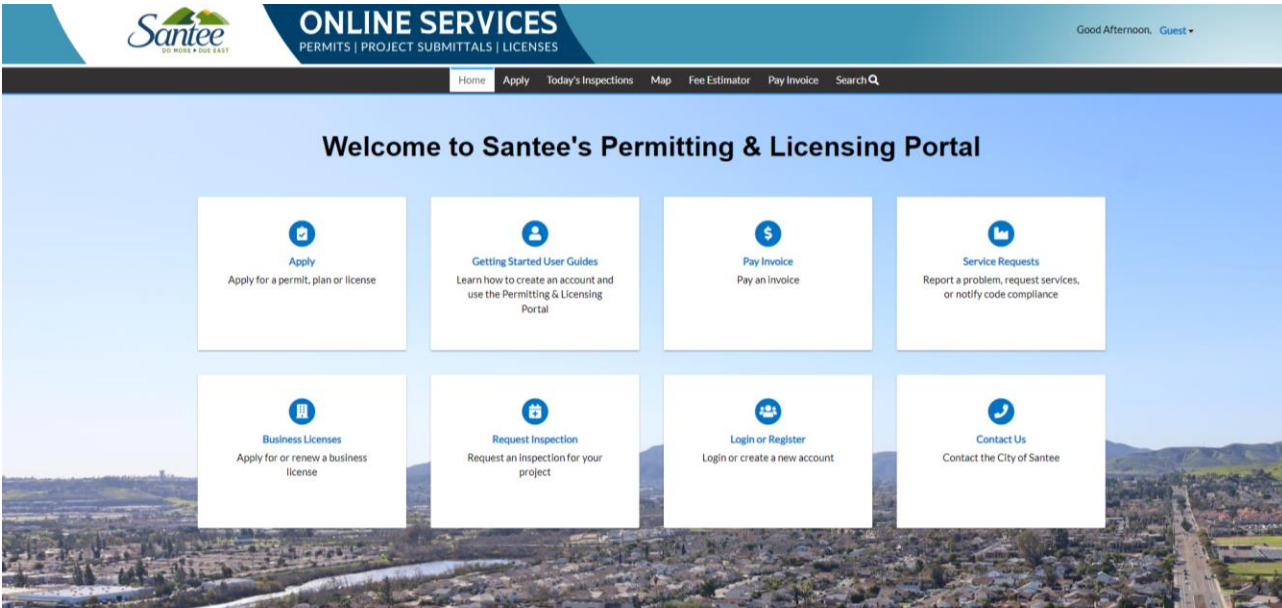 Santee
DO MORE • DUE EAST
ONLINE SERVICES
PERMITS | PROJECT SUBMITTALS | LICENSES
Good Afternoon, Guest
Home Apply Today's Inspections Map Fee Estimator Pay Invoice Search
Welcome to Santee's Permitting & Licensing Portal
Apply
Apply for a permit, plan or license
Getting Started User Guides
Learn how to create an account and
use the Permitting & Licensing
Portal
Pay Invoice
Pay an invoice
Service Requests
Report a problem, request services,
or notify code compliance
Business Licenses
Apply for or renew a business
license
Request Inspection
Request an inspection for your
project
Login or Register
Login or create a new account
Contact Us
Contact the City of Santee